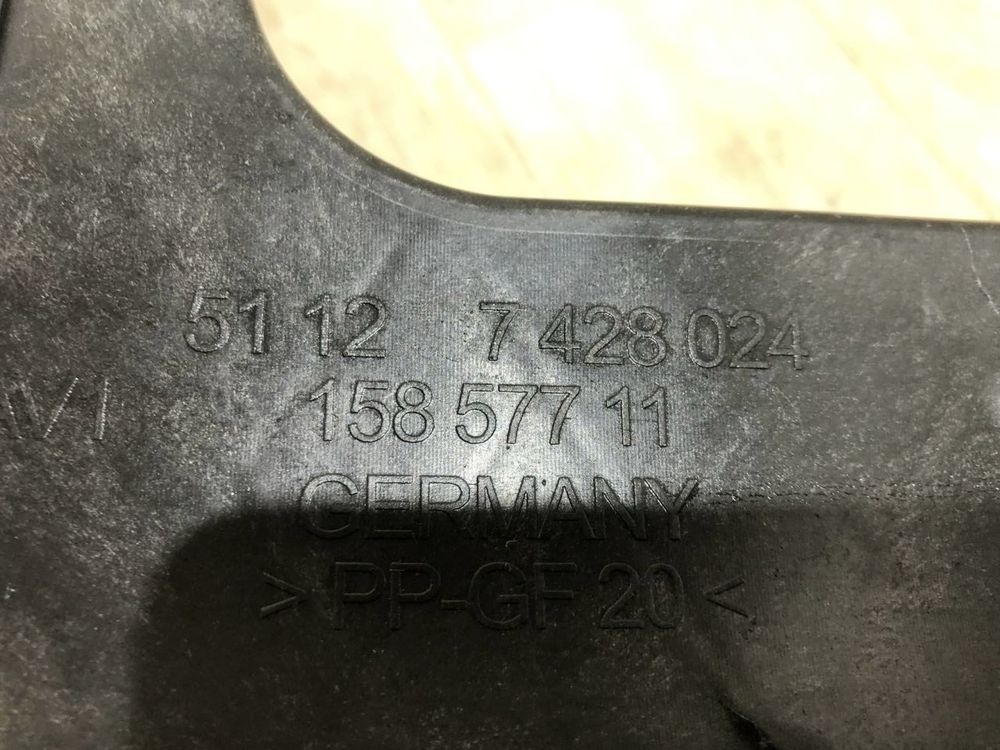 51 12 7 428 024
158 577 11
GERMANY
> PP-GF 20 <